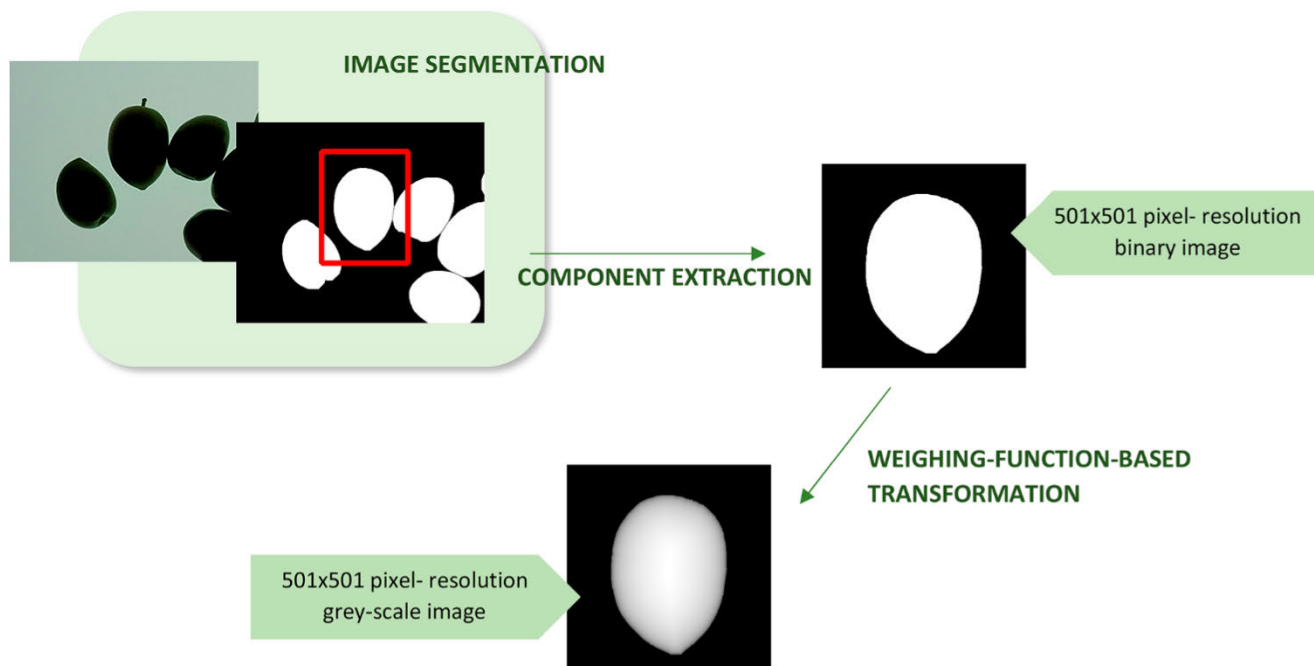 IMAGE SEGMENTATION
COMPONENT EXTRACTION
501x501 pixel- resolution
binary image
WEIGHING-FUNCTION-BASED
TRANSFORMATION
501x501 pixel- resolution
grey-scale image